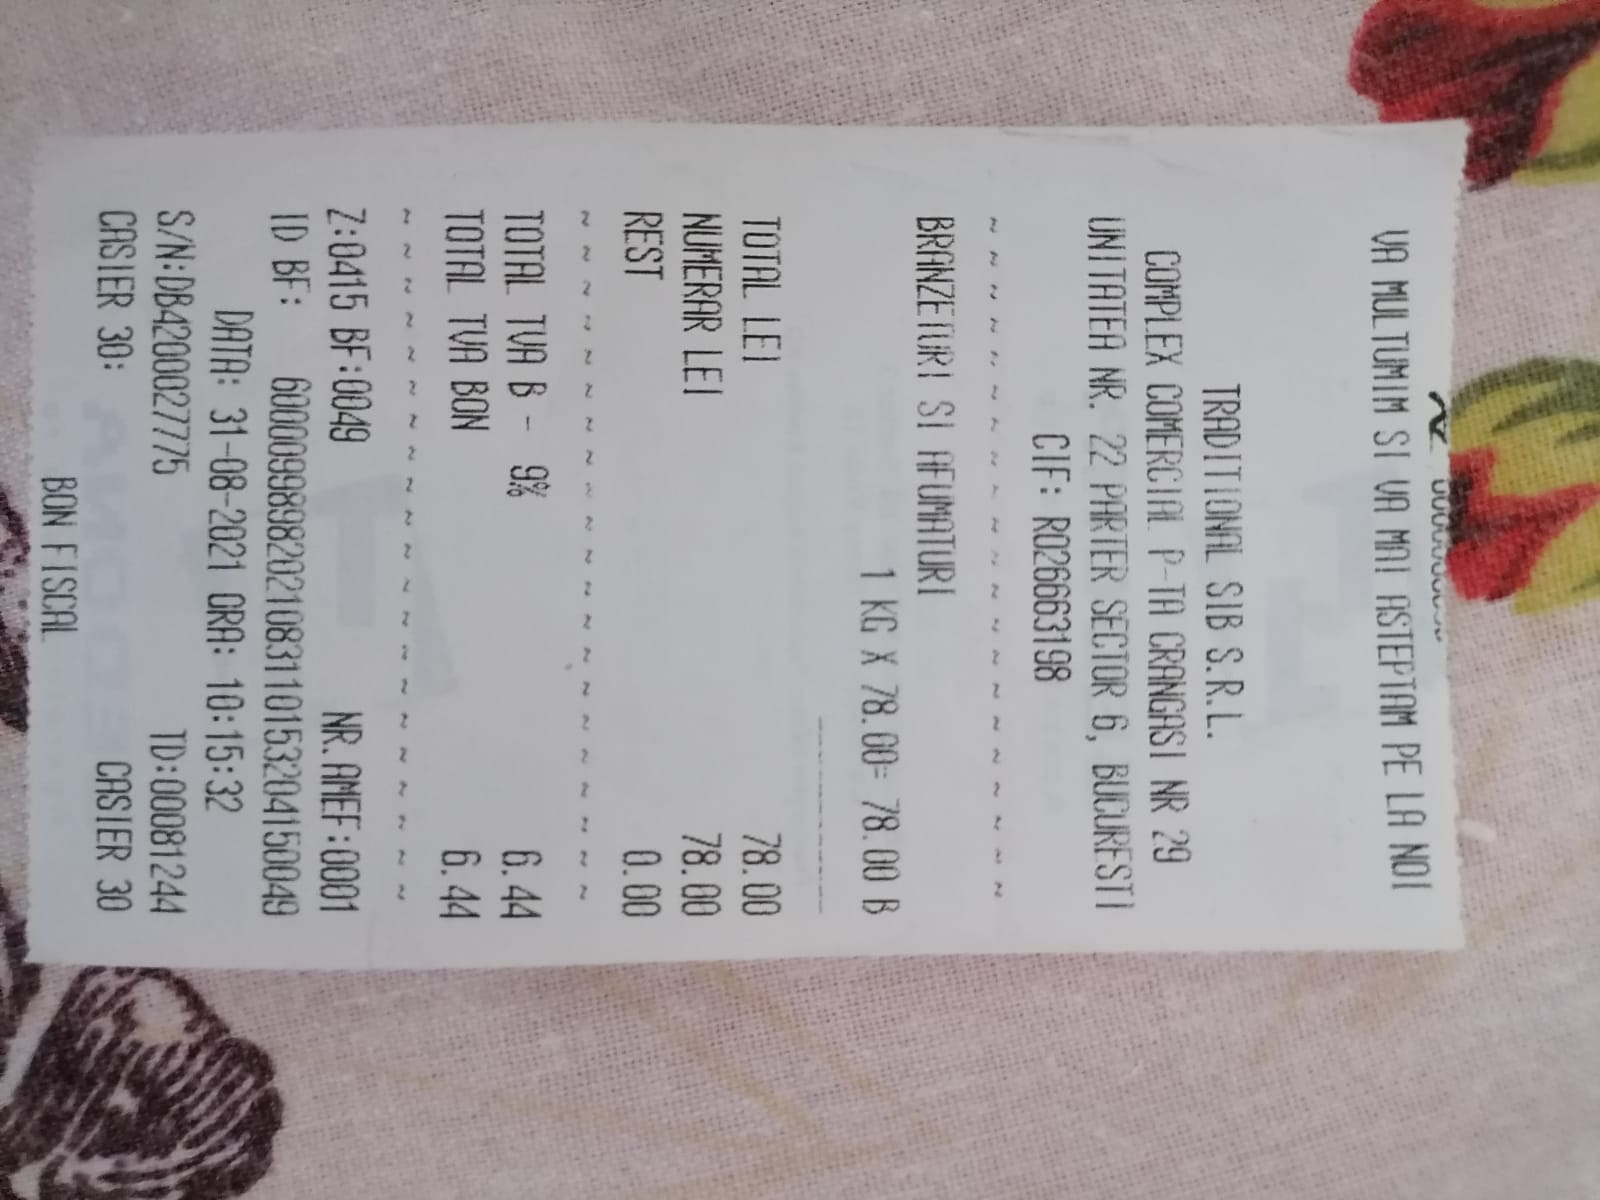 VA MULTUMIM SI VA MAI ASTEPTAM PE LA NOI
TRADITIONAL SIB S.R.L.
COMPLEX COMERCIAL P-TA CRANGASI NR 29
UNITATEA NR. 22 PARTER SECTOR 6, BUCURESTI
CIF: RO26663198
BRANZETURI SI AFUMATURI
1 KG X 78.00= 78.00 B
TOTAL LEI 78.00
NUMERAR LEI 78.00
REST 0.00
TOTAL TVA B - 9% 6.44
TOTAL TVA BON 6.44
Z:0415 BF:0049 NR.AMEF:0001
ID BF: 60000998982021083110153204150049
DATA: 31-08-2021 ORA: 10:15:32
S/N:DB4200027775 TD:00081244
CASIER 30: CASIER 30
BON FISCAL